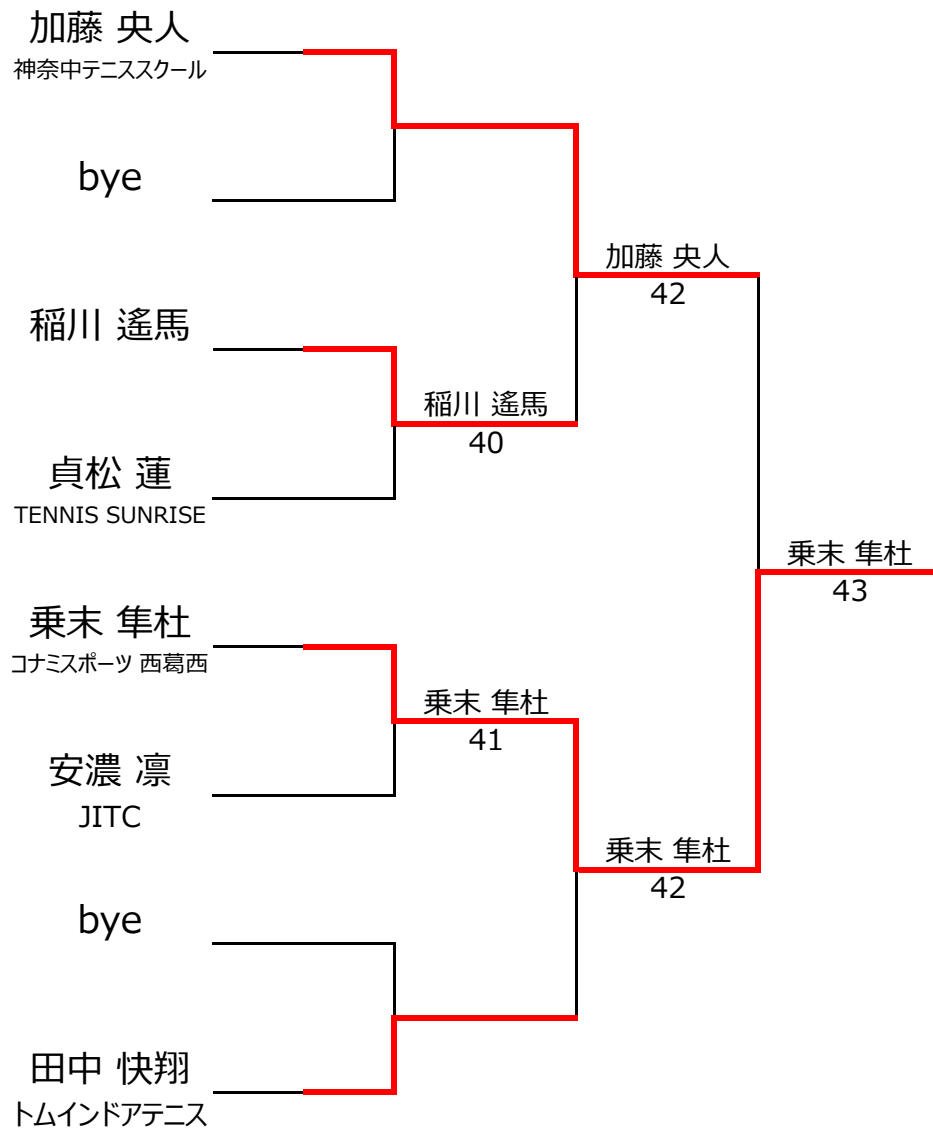 加藤 央人
神奈中テニススクール
bye
稲川 遙馬
貞松 蓮
TENNIS SUNRISE
乗末 隼杜
コナミスポーツ 西葛西
安濃 凛
JITC
bye
田中 快翔
トムインドアテニス
稲川 遙馬
40
乗末 隼杜
41
加藤 央人
42
乗末 隼杜
42
乗末 隼杜
43